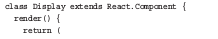 class Display extends React.Component {
  render() {
    return (